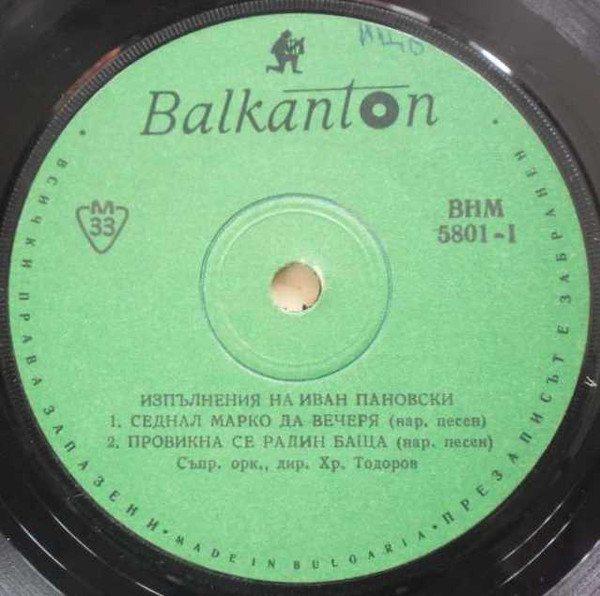 Balkanton
М 33
ВНМ
5801-I
ИЗПЪЛНЕНИЯ НА ИВАН ПАНОВСКИ
1. СЕДНАЛ МАРКО ДА ВЕЧЕРЯ (нар. песен)
2. ПРОВИКНА СЕ РАДИН БАЩА (нар. песен)
Съпр. орк., дир. Хр. Тодоров
ВСИЧКИ ПРАВА ЗАПАЗЕНИ • MADE IN BULGARIA • ПРЕЗАПИСЪТ Е ЗАБРАНЕН